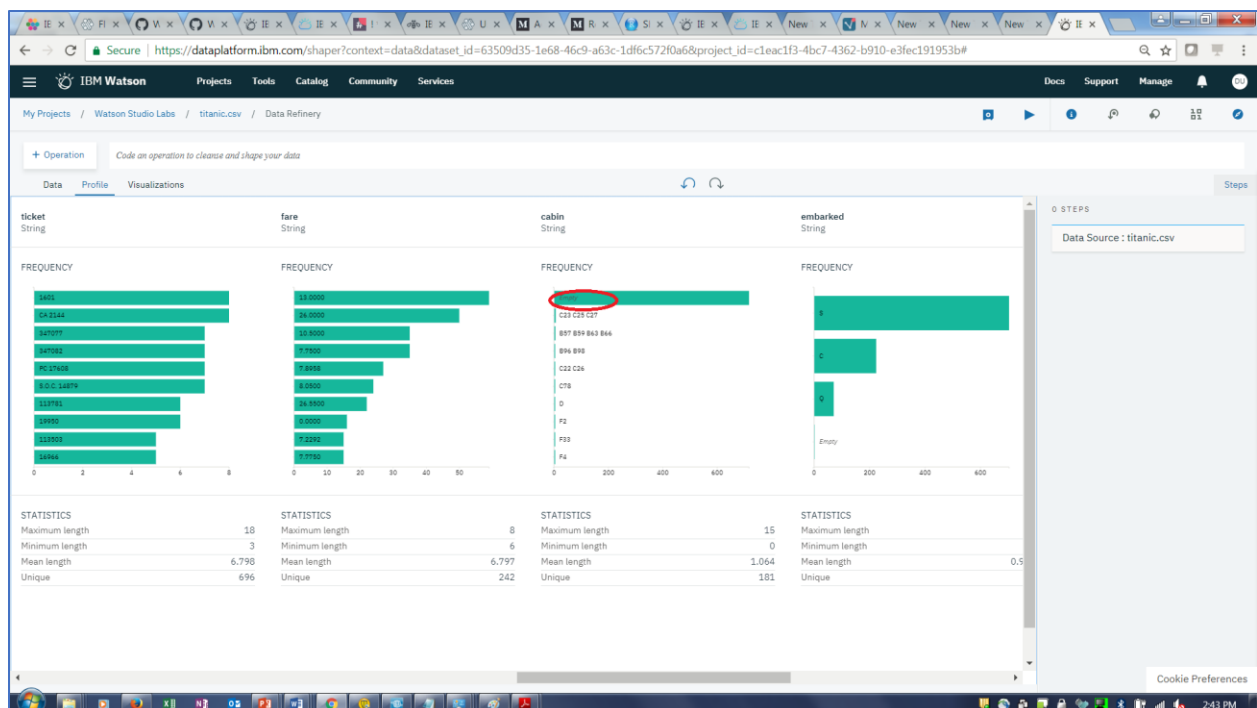 Secure | https://dataplatform.ibm.com/shaper?context=data&dataset_id=63509d35-1e68-46c9-a63c-1df6c572f0a6&project_id=c1eac1f3-4bc7-4362-b910-e3fec191953b#
IBM Watson Projects Tools Catalog Community Services Docs Support Manage DU
My Projects / Watson Studio Labs / titanic.csv / Data Refinery
+ Operation Code an operation to cleanse and shape your data
Data Profile Visualizations Steps
0 STEPS
Data Source : titanic.csv
ticket
String
FREQUENCY
1601
CA 2144
347077
347082
PC 17608
S.O.C. 14879
113781
19950
113503
16966
0 2 4 6 8
STATISTICS
Maximum length 18
Minimum length 3
Mean length 6.798
Unique 696
fare
String
FREQUENCY
13.0000
26.0000
10.5000
7.7500
7.8958
8.0500
26.5500
0.0000
7.2292
7.7750
0 10 20 30 40 50
STATISTICS
Maximum length 8
Minimum length 6
Mean length 6.797
Unique 242
cabin
String
FREQUENCY
Empty
C23 C25 C27
B57 B59 B63 B66
B96 B98
C22 C26
C78
D
F2
F33
F4
0 200 400 600
STATISTICS
Maximum length 15
Minimum length 0
Mean length 1.064
Unique 181
embarked
String
FREQUENCY
S
C
Q
Empty
0 200 400 600
STATISTICS
Maximum length
Minimum length
Mean length 0.9
Unique
Cookie Preferences
2:43 PM